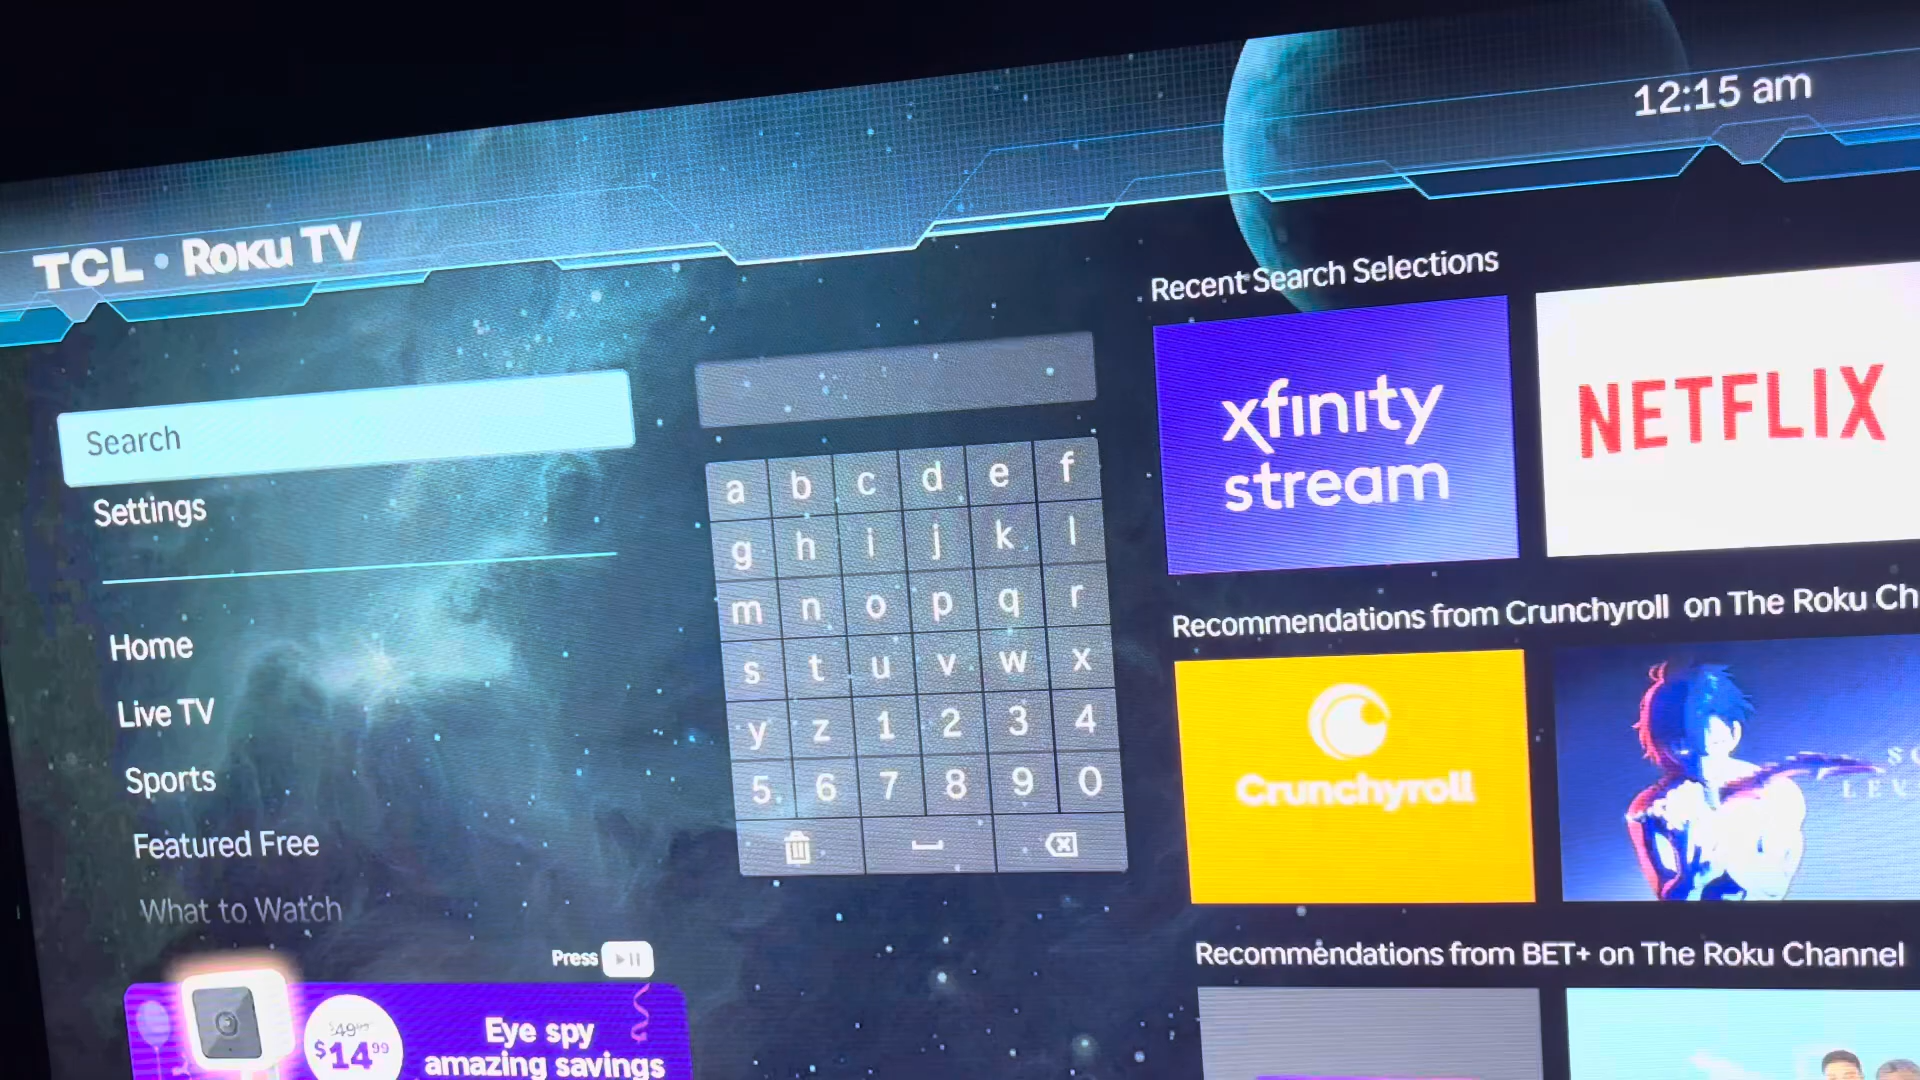 12:15 am
TCL • Roku TV
Search
Settings
Home
Live TV
Sports
Featured Free
What to Watch
Press
$49⁹⁹
$14⁹⁹
Eye spy
amazing savings
a b c d e f
g h i j k l
m n o p q r
s t u v w x
y z 1 2 3 4
5 6 7 8 9 0
Recent Search Selections
xfinity
stream
NETFLIX
Recommendations from Crunchyroll on The Roku Ch
Crunchyroll
Recommendations from BET+ on The Roku Channel